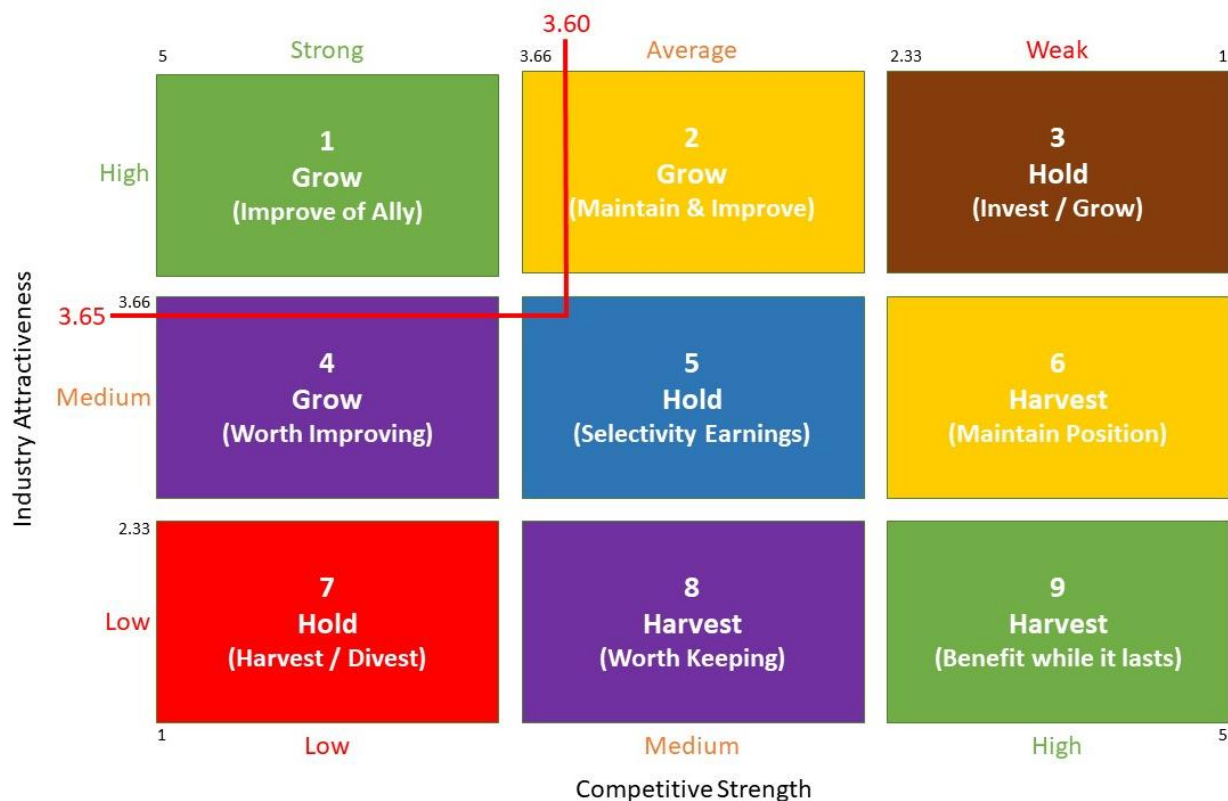 3.60
5
Strong
3.66
Average
2.33
Weak
1
High
1
Grow
(Improve of Ally)
2
Grow
(Maintain & Improve)
3
Hold
(Invest / Grow)
Industry Attractiveness
3.65
3.66
Medium
4
Grow
(Worth Improving)
5
Hold
(Selectivity Earnings)
6
Harvest
(Maintain Position)
2.33
Low
7
Hold
(Harvest / Divest)
8
Harvest
(Worth Keeping)
9
Harvest
(Benefit while it lasts)
1
Low
Medium
High
5
Competitive Strength